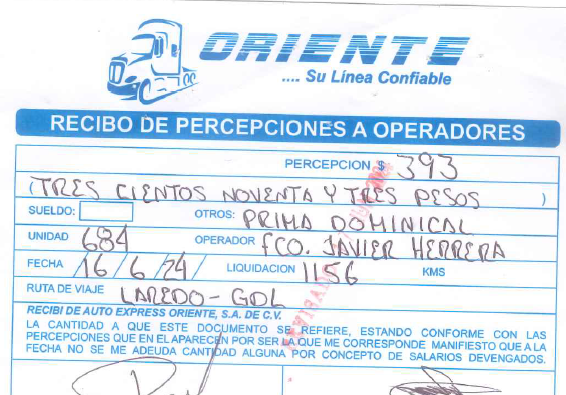 ORIENTE
.... Su Línea Confiable
RECIBO DE PERCEPCIONES A OPERADORES
PERCEPCION $ 393
(TRES CIENTOS NOVENTA Y TRES PESOS)
SUELDO: OTROS: PRIMA DOMINICAL
UNIDAD 684 OPERADOR FCO. JAVIER HERRERA
FECHA 16/6/24/ LIQUIDACION 1156 KMS
RUTA DE VIAJE LAREDO-GDL
RECIBI DE AUTO EXPRESS ORIENTE, S.A. DE C.V.
LA CANTIDAD A QUE ESTE DOCUMENTO SE REFIERE, ESTANDO CONFORME CON LAS
PERCEPCIONES QUE EN EL APARECEN POR SER LA QUE ME CORRESPONDE MANIFIESTO QUE A LA
FECHA NO SE ME ADEUDA CANTIDAD ALGUNA POR CONCEPTO DE SALARIOS DEVENGADOS.